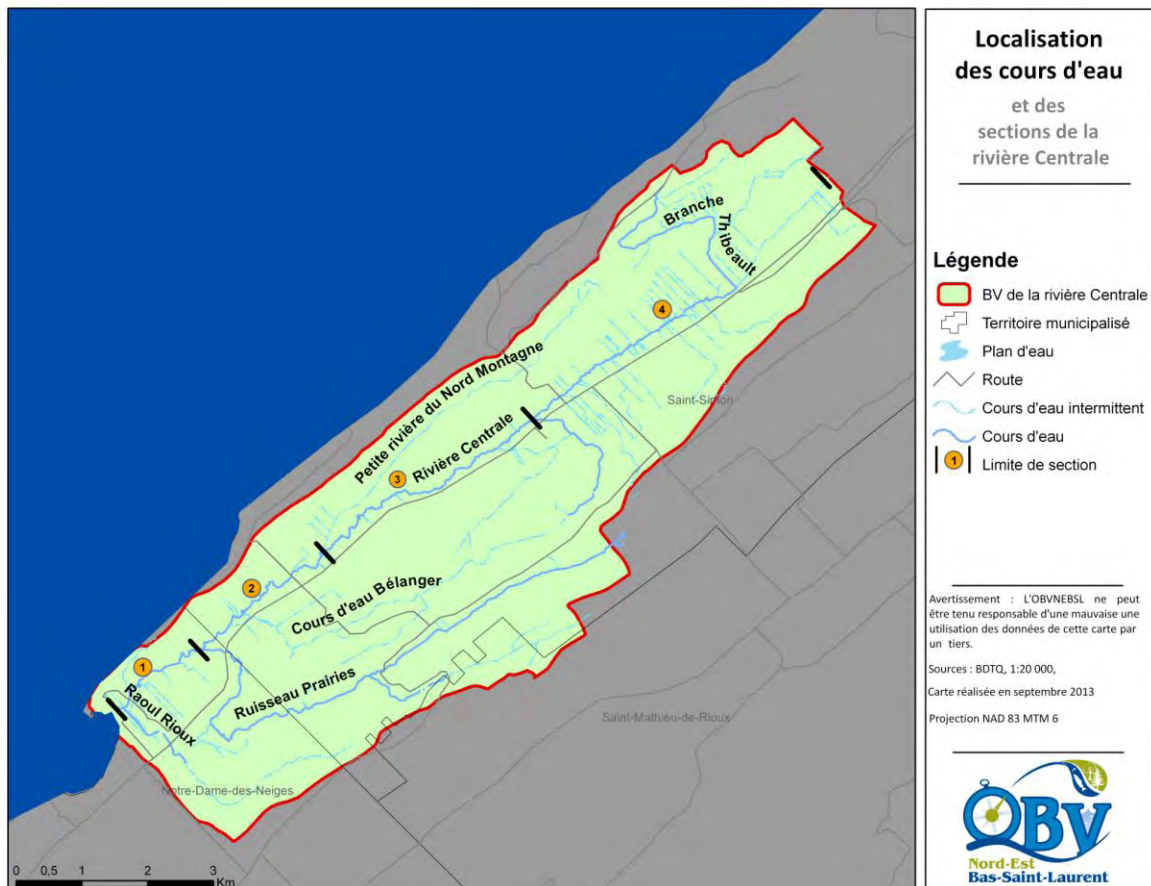 Localisation
des cours d'eau
et des
sections de la
rivière Centrale
Légende
BV de la rivière Centrale
Territoire municipalisé
Plan d'eau
Route
Cours d'eau intermittent
Cours d'eau
1
Limite de section
Avertissement : L'OBVNEBSL ne peut
être tenu responsable d'une mauvaise une
utilisation des données de cette carte par
un tiers.
Sources : BDTQ, 1:20 000,
Carte réalisée en septembre 2013
Projection NAD 83 MTM 6
OBV
Nord-Est
Bas-Saint-Laurent
Branche
Thibeault
4
Petite rivière du Nord Montagne
Saint-Simon
Rivière Centrale
3
2
Cours d'eau Bélanger
1
Raoul Rioux
Ruisseau Prairies
Saint-Mathieu-de-Rioux
Notre-Dame-des-Neiges
0 0,5 1 2 3
Km